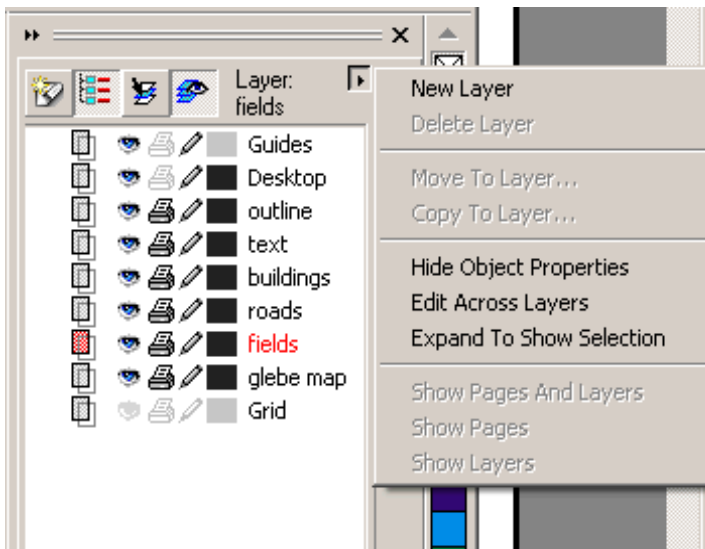 Layer:
fields
Guides
Desktop
outline
text
buildings
roads
fields
glebe map
Grid
New Layer
Delete Layer
Move To Layer...
Copy To Layer...
Hide Object Properties
Edit Across Layers
Expand To Show Selection
Show Pages And Layers
Show Pages
Show Layers